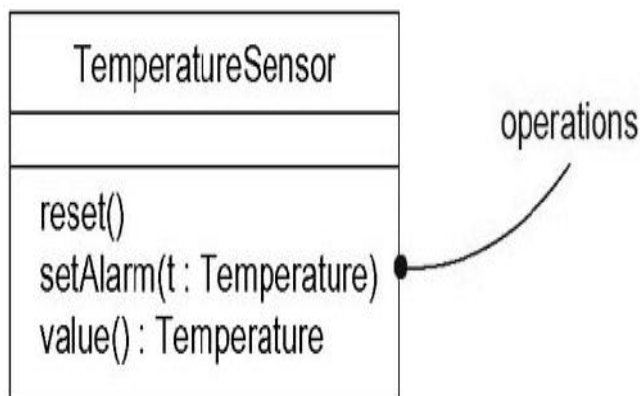 TemperatureSensor
operations
reset()
setAlarm(t : Temperature)
value() : Temperature